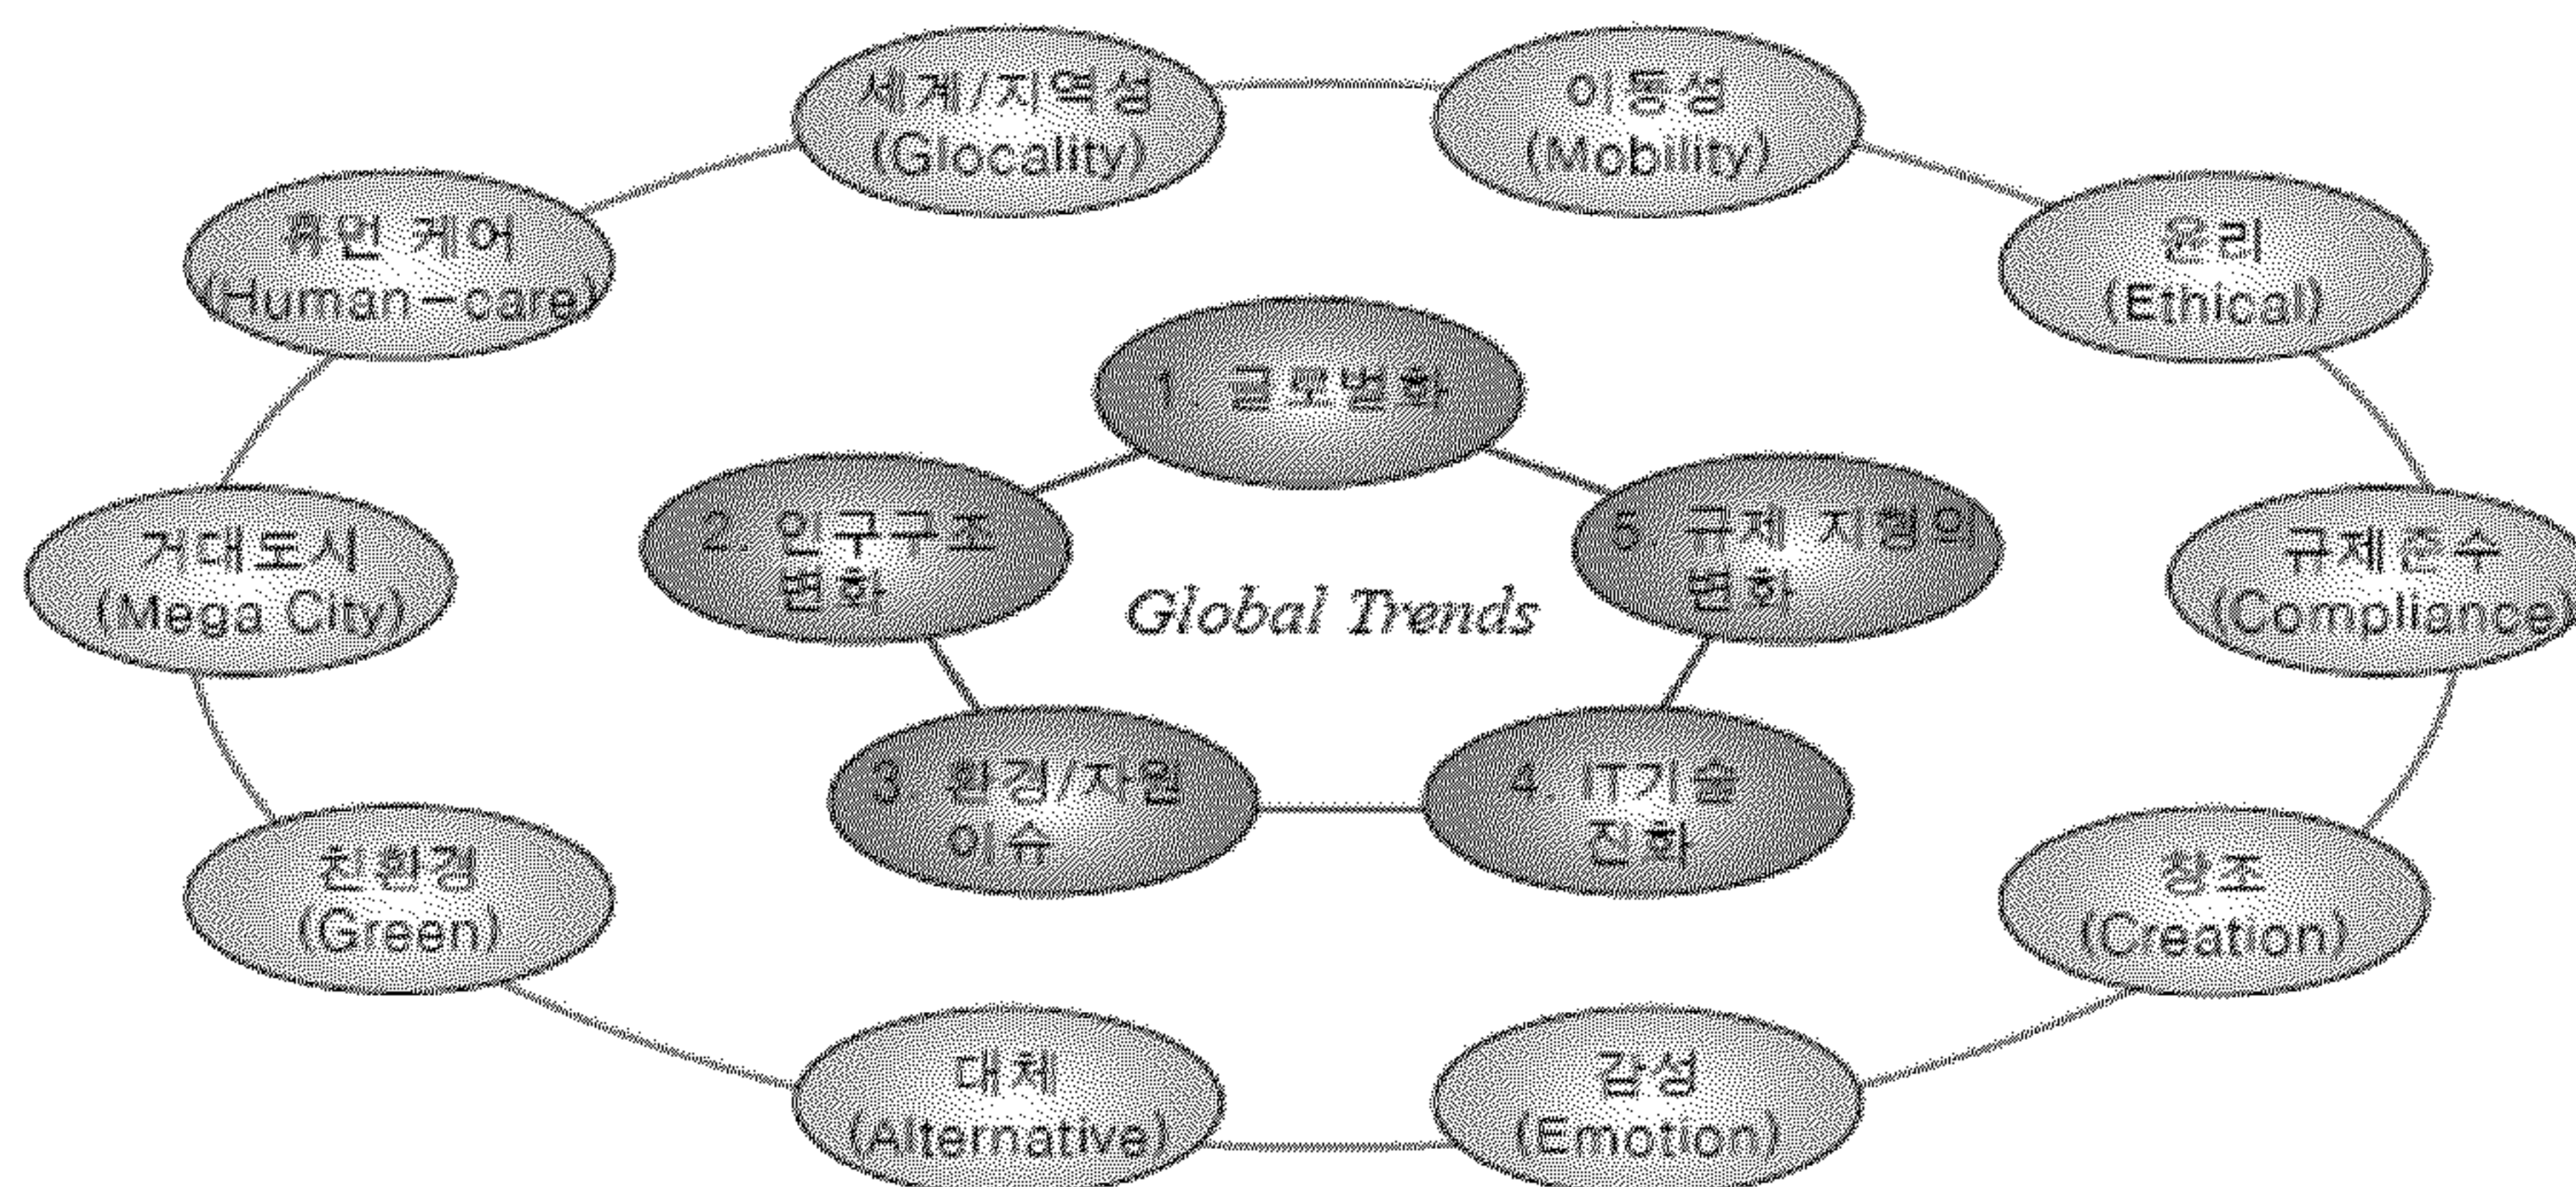 세계/지역성
(Glocality)
이동성
(Mobility)
휴먼 케어
(Human-care)
윤리
(Ethical)
1. 글로벌화
2. 인구구조
변화
5. 규제 지형의
변화
거대도시
(Mega City)
Global Trends
규제준수
(Compliance)
3. 환경/자원
이슈
4. IT기술
진화
친환경
(Green)
창조
(Creation)
대체
(Alternative)
감성
(Emotion)